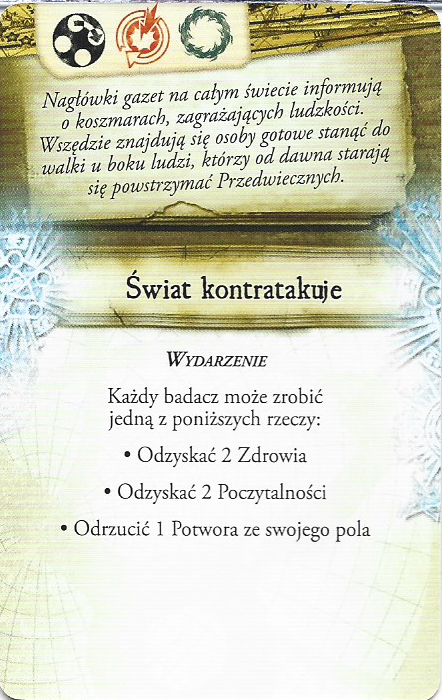 Nagłówki gazet na całym świecie informują
o koszmarach, zagrażających ludzkości.
Wszędzie znajdują się osoby gotowe stanąć do
walki u boku ludzi, którzy od dawna starają
się powstrzymać Przedwiecznych.
Świat kontratakuje
WYDARZENIE
Każdy badacz może zrobić
jedną z poniższych rzeczy:
• Odzyskać 2 Zdrowia
• Odzyskać 2 Poczytalności
• Odrzucić 1 Potwora ze swojego pola